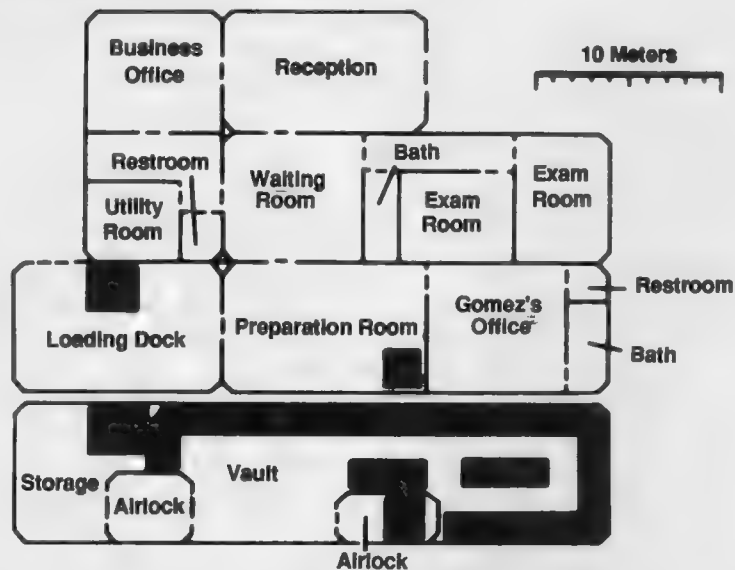 Business
Office
Reception
10 Meters
Restroom
Bath
Waiting
Room
Exam
Room
Exam
Room
Utility
Room
Gomez's
Office
Restroom
Loading Dock
Preparation Room
Bath
Storage
Vault
Airlock
Airlock